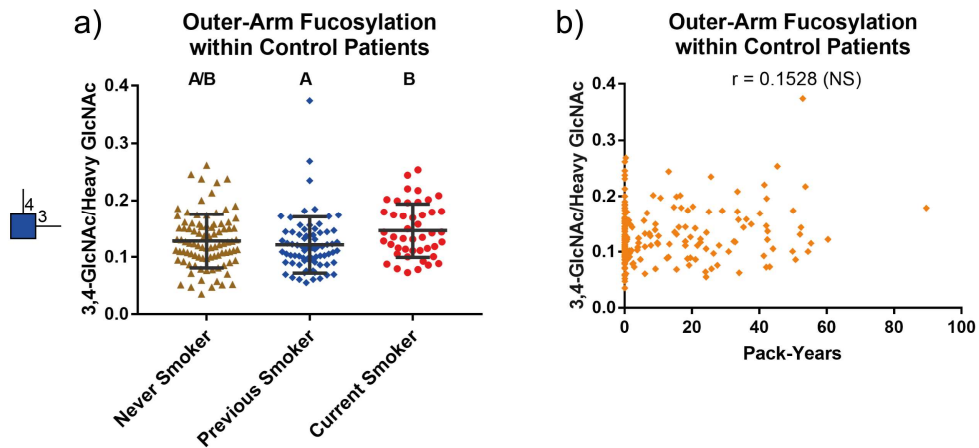 a)
Outer-Arm Fucosylation
within Control Patients
A/B
A
B
0.4
0.3
0.2
0.1
0.0
3,4-GlcNAc/Heavy GlcNAc
4
3
Never Smoker
Previous Smoker
Current Smoker
b)
Outer-Arm Fucosylation
within Control Patients
r = 0.1528 (NS)
0.4
0.3
0.2
0.1
0.0
3,4-GlcNAc/Heavy GlcNAc
0 20 40 60 80 100
Pack-Years